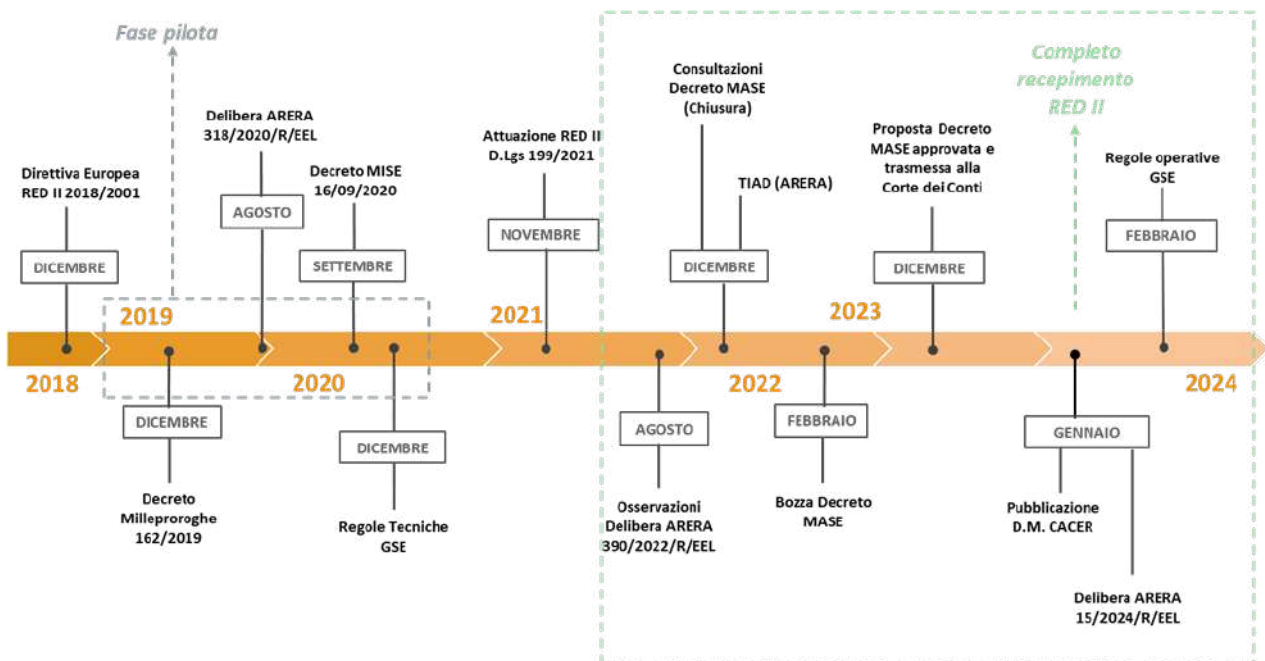 Fase pilota
Direttiva Europea
RED II 2018/2001
DICEMBRE
2018
2019
DICEMBRE
Decreto
Milleproroghe
162/2019
Delibera ARERA
318/2020/R/EEL
AGOSTO
Decreto MISE
16/09/2020
SETTEMBRE
2020
DICEMBRE
Regole Tecniche
GSE
Attuazione RED II
D.Lgs 199/2021
NOVEMBRE
2021
AGOSTO
Osservazioni
Delibera ARERA
390/2022/R/EEL
Consultazioni
Decreto MASE
(Chiusura)
TIAD (ARERA)
DICEMBRE
2022
FEBBRAIO
Bozza Decreto
MASE
2023
Proposta Decreto
MASE approvata e
trasmessa alla
Corte dei Conti
DICEMBRE
Completo
recepimento
RED II
GENNAIO
Pubblicazione
D.M. CACER
Delibera ARERA
15/2024/R/EEL
Regole operative
GSE
FEBBRAIO
2024